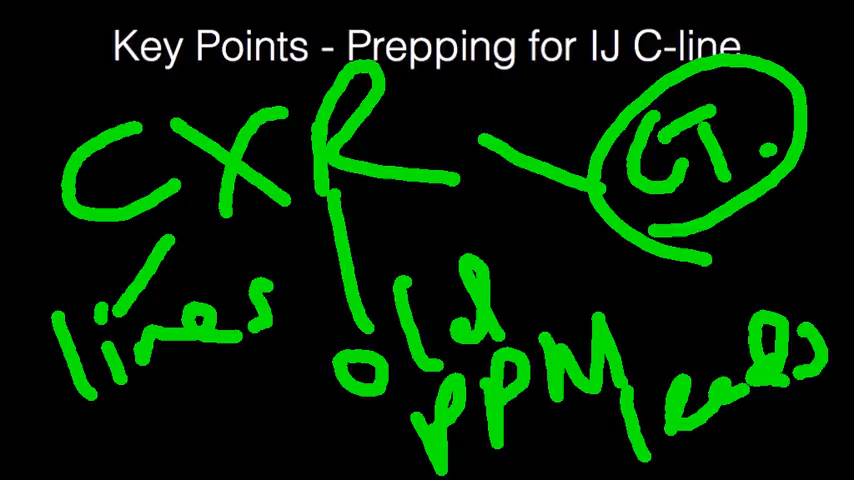 Key Points - Prepping for IJ C-line
CXR CT.
lines old
PPM leads